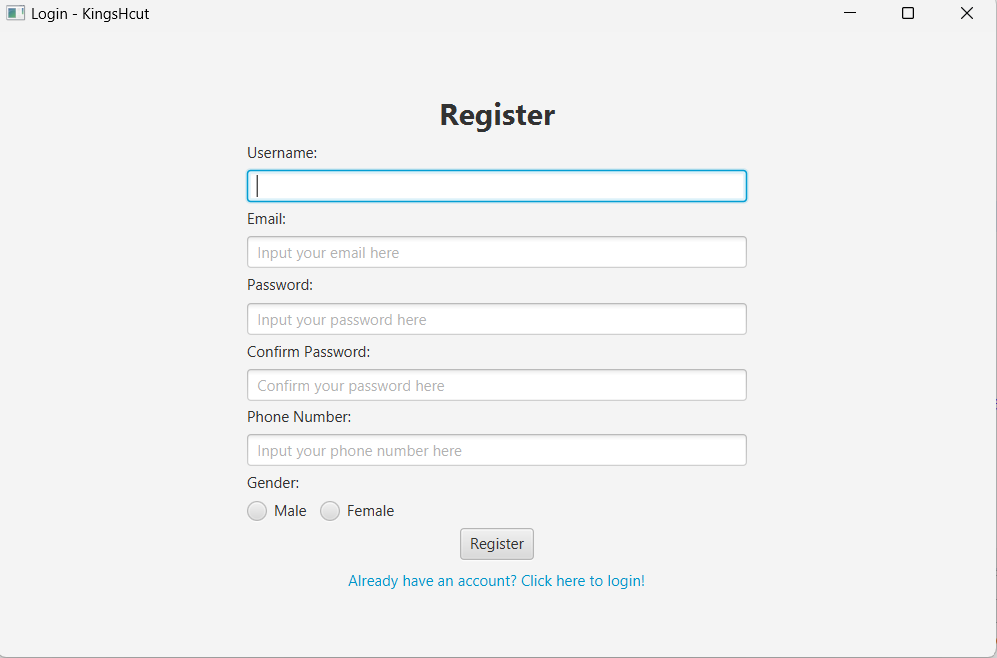 Login - KingsHcut
Register
Username:
Email:
Input your email here
Password:
Input your password here
Confirm Password:
Confirm your password here
Phone Number:
Input your phone number here
Gender:
Male Female
Register
Already have an account? Click here to login!